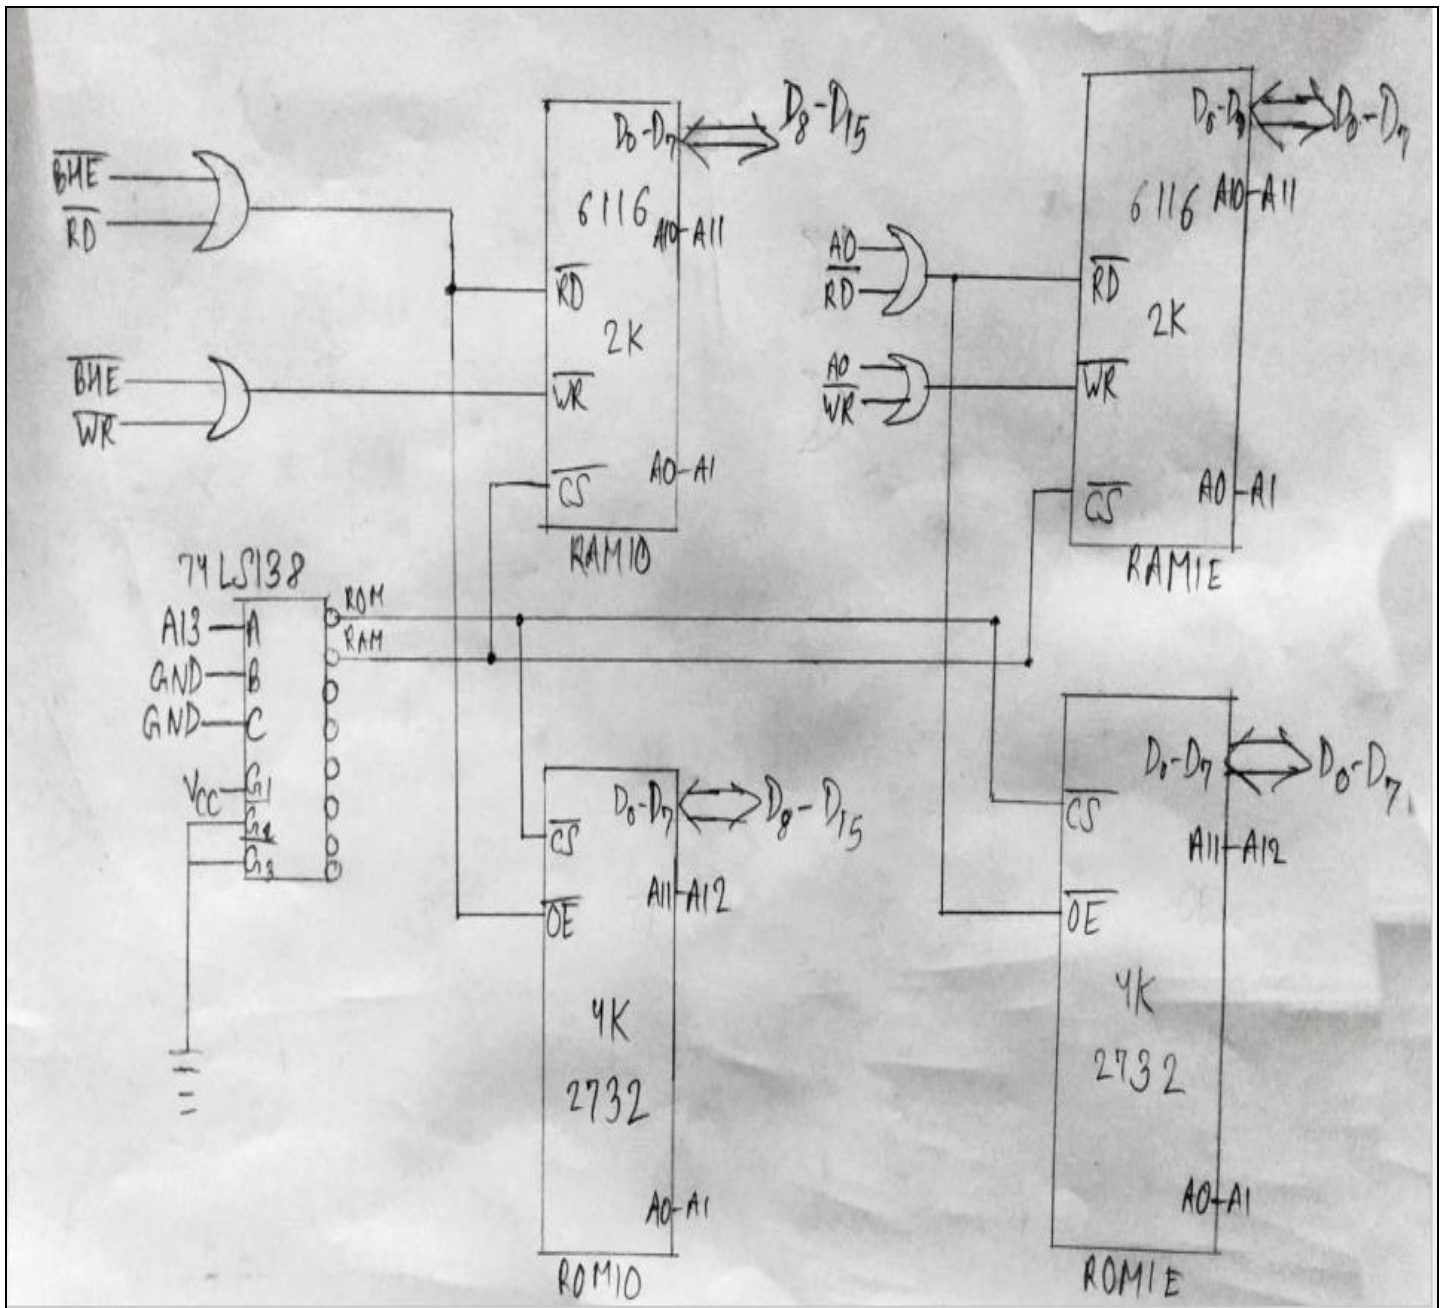 D0-D7
D8-D15
6116
A10
A11
BHE
RD
RD
2K
BHE
WR
WR
CS
A0
A1
RAM1O
D0-D7
6116
A10
A11
A0
RD
RD
2K
A0
WR
WR
CS
A0
A1
RAM1E
74LS138
A13
A
GND
B
GND
C
VCC
G1
G2
G3
ROM
RAM
D0-D7
D8-D15
CS
A11
A12
OE
4K
2732
A0
A1
ROM1O
D0-D7
D0-D7
CS
A11
A12
OE
4K
2732
A0
A1
ROM1E